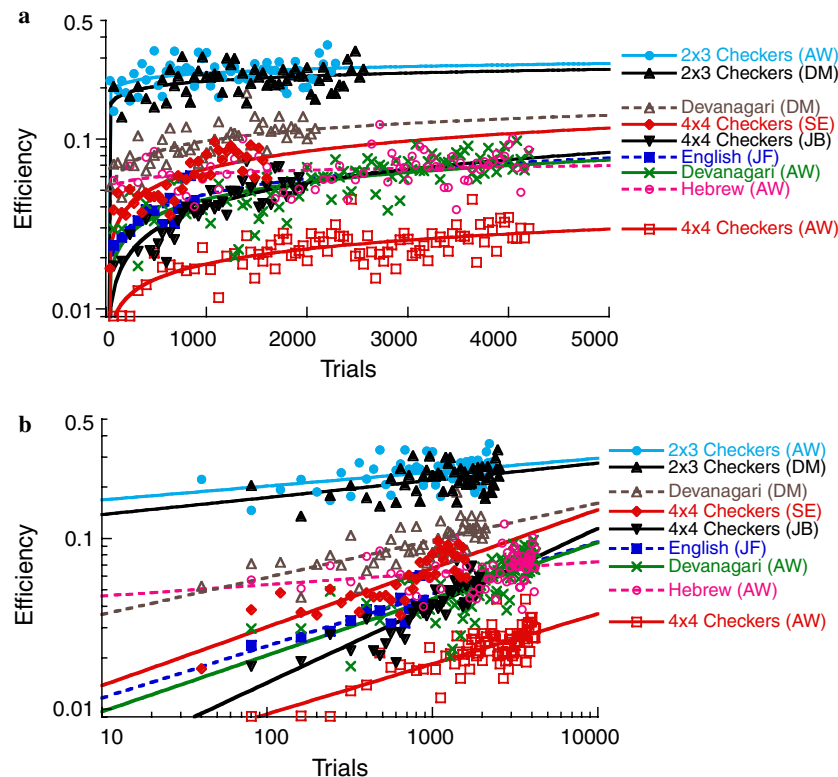 a
0.5
0.1
0.01
Efficiency
0
1000
2000
3000
4000
5000
Trials
2x3 Checkers (AW)
2x3 Checkers (DM)
Devanagari (DM)
4x4 Checkers (SE)
4x4 Checkers (JB)
English (JF)
Devanagari (AW)
Hebrew (AW)
4x4 Checkers (AW)
b
0.5
0.1
0.01
Efficiency
10
100
1000
10000
Trials
2x3 Checkers (AW)
2x3 Checkers (DM)
Devanagari (DM)
4x4 Checkers (SE)
4x4 Checkers (JB)
English (JF)
Devanagari (AW)
Hebrew (AW)
4x4 Checkers (AW)